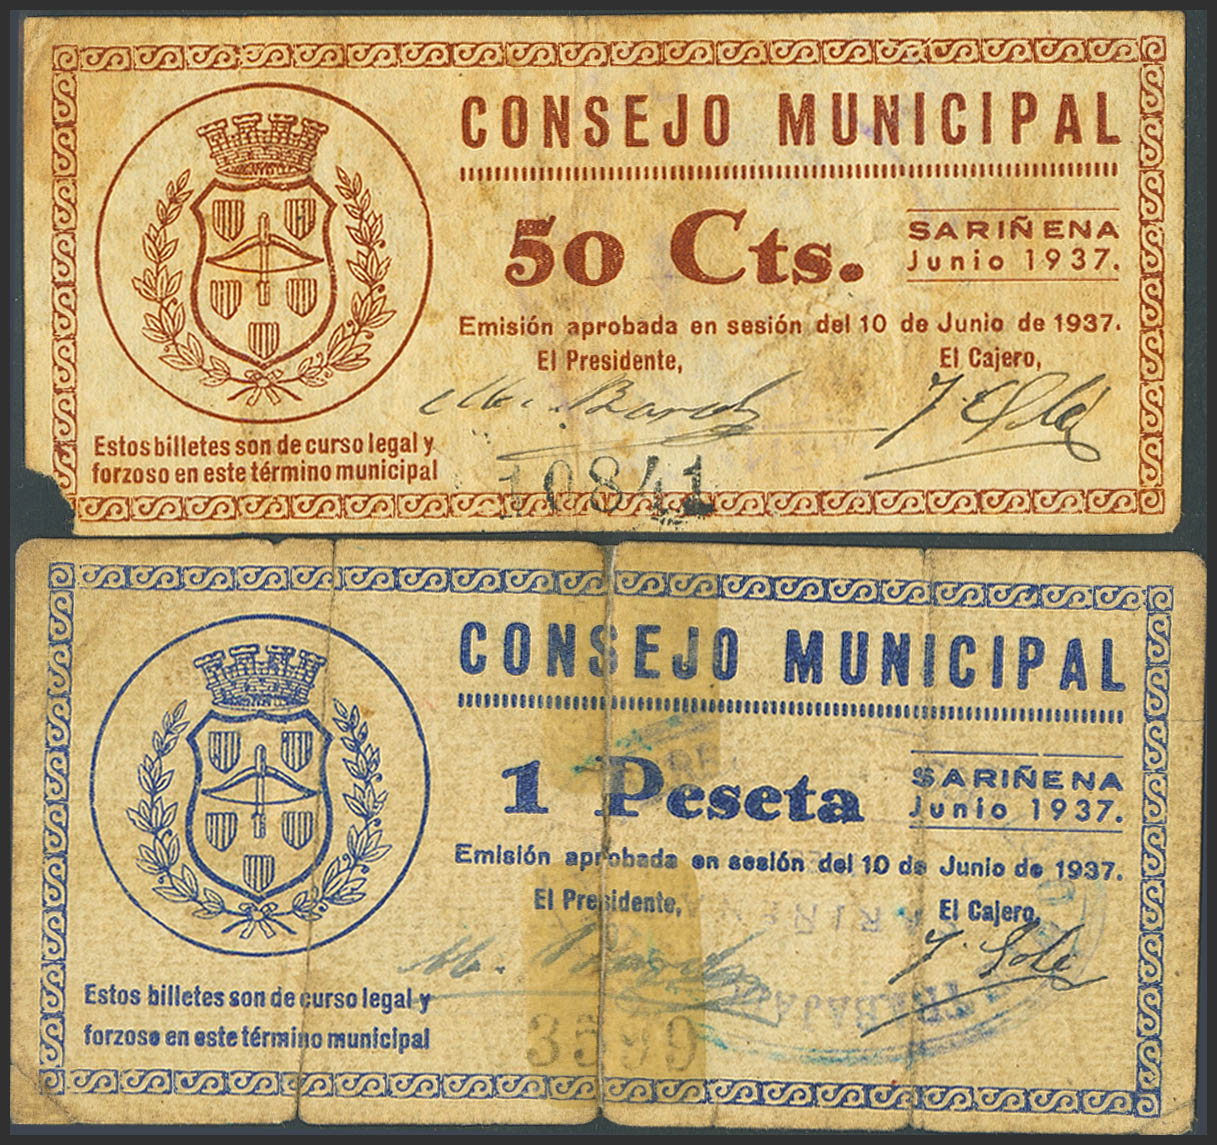 CONSEJO MUNICIPAL
50 Cts.
SARIÑENA
Junio 1937.
Emisión aprobada en sesión del 10 de Junio de 1937.
El Presidente,
El Cajero,
Estos billetes son de curso legal y
forzoso en este término municipal
10841
CONSEJO MUNICIPAL
1 Peseta
SARIÑENA
Junio 1937.
Emisión aprobada en sesión del 10 de Junio de 1937.
El Presidente,
El Cajero,
Estos billetes son de curso legal y
forzoso en este término municipal
3599